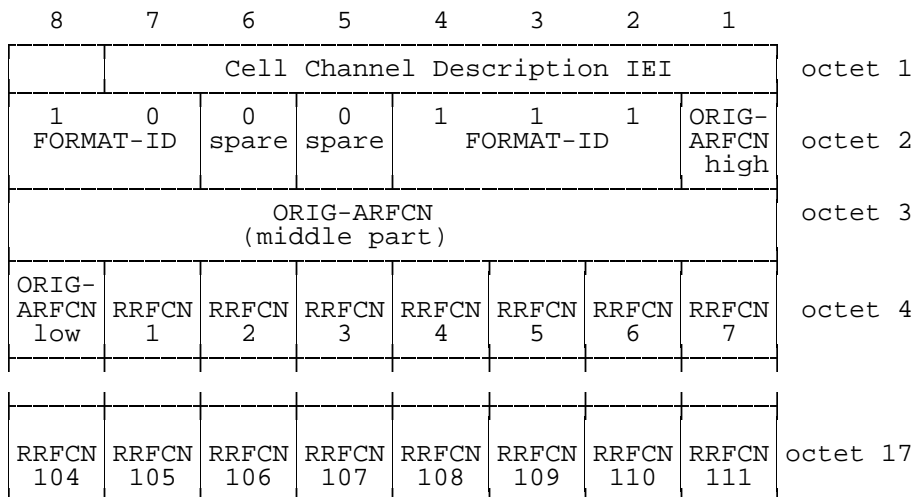 8 7 6 5 4 3 2 1
Cell Channel Description IEI octet 1
1 0 0 0 1 1 1 ORIG-
FORMAT-ID spare spare FORMAT-ID ARFCN octet 2
high
ORIG-ARFCN octet 3
(middle part)
ORIG-
ARFCN RRFCN RRFCN RRFCN RRFCN RRFCN RRFCN RRFCN octet 4
low 1 2 3 4 5 6 7
RRFCN RRFCN RRFCN RRFCN RRFCN RRFCN RRFCN RRFCN octet 17
104 105 106 107 108 109 110 111